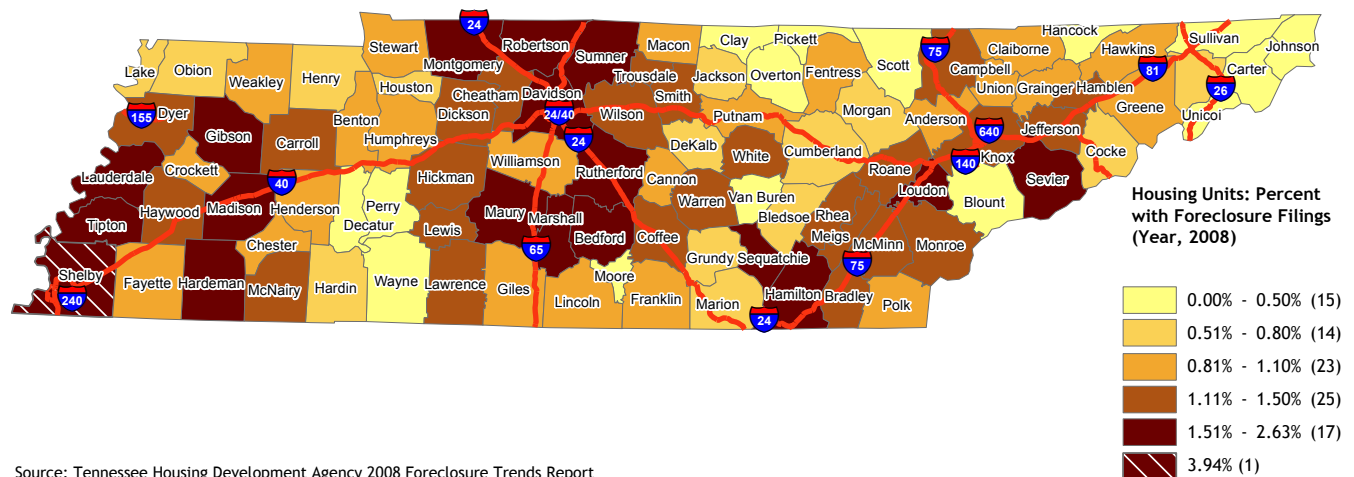 24
Hancock
Stewart
Robertson
Sumner
Macon
Clay
Pickett
75
Claiborne
Hawkins
Sullivan
Johnson
Lake
Obion
Weakley
Henry
Montgomery
Houston
Trousdale
Jackson
Overton
Fentress
Scott
Campbell
81
Carter
26
Cheatham
Davidson
Smith
Union
Grainger
Hamblen
Greene
155
Dyer
Benton
Dickson
24/40
Wilson
Putnam
Morgan
Anderson
640
Jefferson
Unicoi
Gibson
Carroll
Humphreys
24
DeKalb
White
Cumberland
140
Knox
Cocke
Lauderdale
Crockett
40
Williamson
Rutherford
Cannon
Roane
Loudon
Sevier
Hickman
Tipton
Haywood
Madison
Henderson
Perry
Decatur
Maury
Marshall
Warren
Van Buren
Bledsoe
Rhea
Blount
Chester
Lewis
65
Bedford
Coffee
Meigs
McMinn
Monroe
Shelby
240
Fayette
Hardeman
McNairy
Hardin
Wayne
Lawrence
Giles
Moore
Grundy
Sequatchie
75
Lincoln
Franklin
Marion
24
Hamilton
Bradley
Polk
Housing Units: Percent
with Foreclosure Filings
(Year, 2008)
0.00% - 0.50% (15)
0.51% - 0.80% (14)
0.81% - 1.10% (23)
1.11% - 1.50% (25)
1.51% - 2.63% (17)
3.94% (1)
Source: Tennessee Housing Development Agency 2008 Foreclosure Trends Report